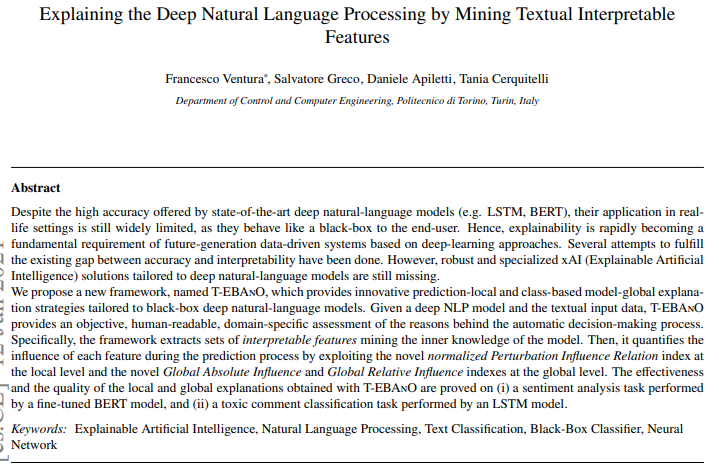 Explaining the Deep Natural Language Processing by Mining Textual Interpretable
Features
Francesco Ventura*, Salvatore Greco, Daniele Apiletti, Tania Cerquitelli
Department of Control and Computer Engineering, Politecnico di Torino, Turin, Italy
Abstract
Despite the high accuracy offered by state-of-the-art deep natural-language models (e.g. LSTM, BERT), their application in real-
life settings is still widely limited, as they behave like a black-box to the end-user. Hence, explainability is rapidly becoming a
fundamental requirement of future-generation data-driven systems based on deep-learning approaches. Several attempts to fulfill
the existing gap between accuracy and interpretability have been done. However, robust and specialized xAI (Explainable Artificial
Intelligence) solutions tailored to deep natural-language models are still missing.
We propose a new framework, named T-EBAnO, which provides innovative prediction-local and class-based model-global explana-
tion strategies tailored to black-box deep natural-language models. Given a deep NLP model and the textual input data, T-EBAnO
provides an objective, human-readable, domain-specific assessment of the reasons behind the automatic decision-making process.
Specifically, the framework extracts sets of interpretable features mining the inner knowledge of the model. Then, it quantifies the
influence of each feature during the prediction process by exploiting the novel normalized Perturbation Influence Relation index at
the local level and the novel Global Absolute Influence and Global Relative Influence indexes at the global level. The effectiveness
and the quality of the local and global explanations obtained with T-EBAnO are proved on (i) a sentiment analysis task performed
by a fine-tuned BERT model, and (ii) a toxic comment classification task performed by an LSTM model.
Keywords: Explainable Artificial Intelligence, Natural Language Processing, Text Classification, Black-Box Classifier, Neural
Network